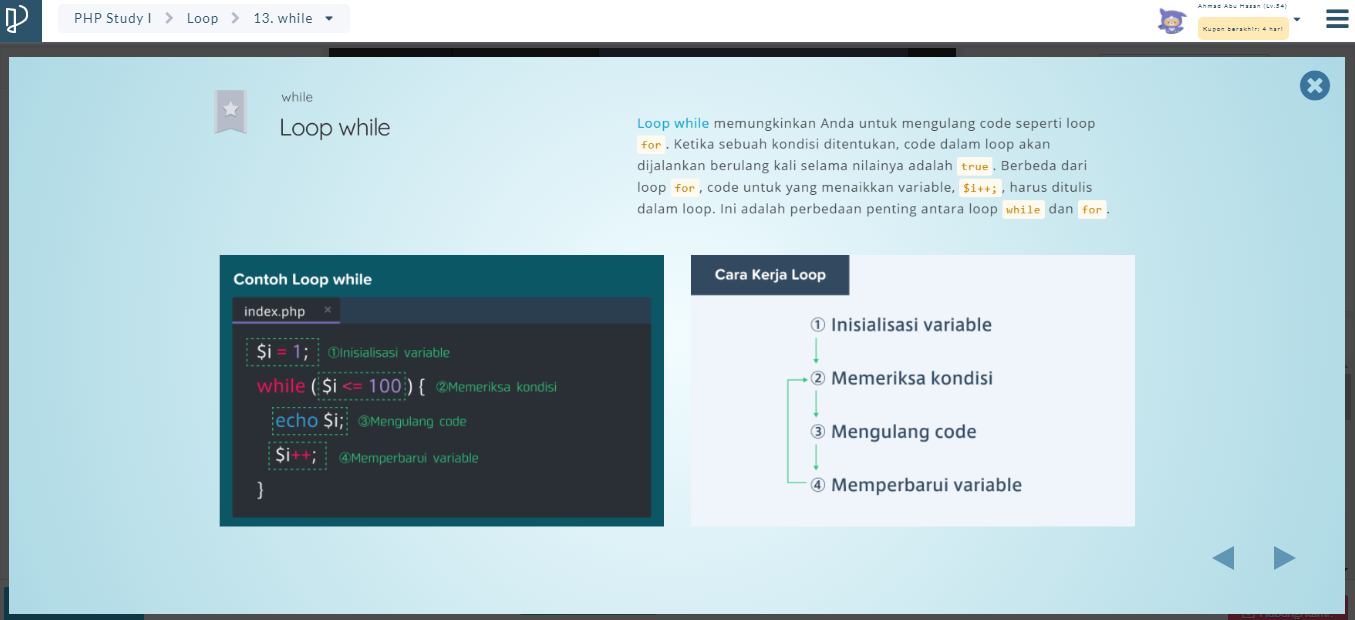 PHP Study I
Loop
13. while
Ahmad Abu Hasan (Lv.54)
Kupon berakhir: 4 hari
while
Loop while
Loop while memungkinkan Anda untuk mengulang code seperti loop
for. Ketika sebuah kondisi ditentukan, code dalam loop akan
dijalankan berulang kali selama nilainya adalah true. Berbeda dari
loop for, code untuk yang menaikkan variable, $i++;, harus ditulis
dalam loop. Ini adalah perbedaan penting antara loop while dan for.
Contoh Loop while
index.php ×
$i = 1; ①Inisialisasi variable
while ($i <= 100) { ②Memeriksa kondisi
echo $i; ③Mengulang code
$i++; ④Memperbarui variable
}
Cara Kerja Loop
① Inisialisasi variable
② Memeriksa kondisi
③ Mengulang code
④ Memperbarui variable